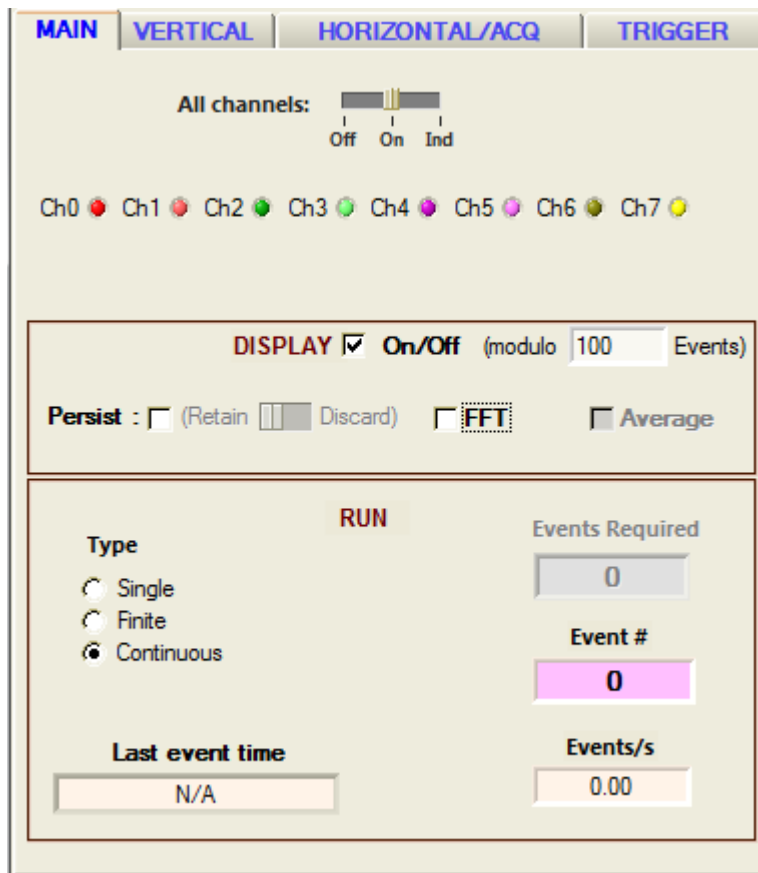 MAIN VERTICAL HORIZONTAL/ACQ TRIGGER
All channels:
Off On Ind
Ch0 Ch1 Ch2 Ch3 Ch4 Ch5 Ch6 Ch7
DISPLAY On/Off (modulo 100 Events)
Persist : (Retain Discard) FFT Average
RUN
Type
Single
Finite
Continuous
Events Required
0
Event #
0
Last event time
N/A
Events/s
0.00